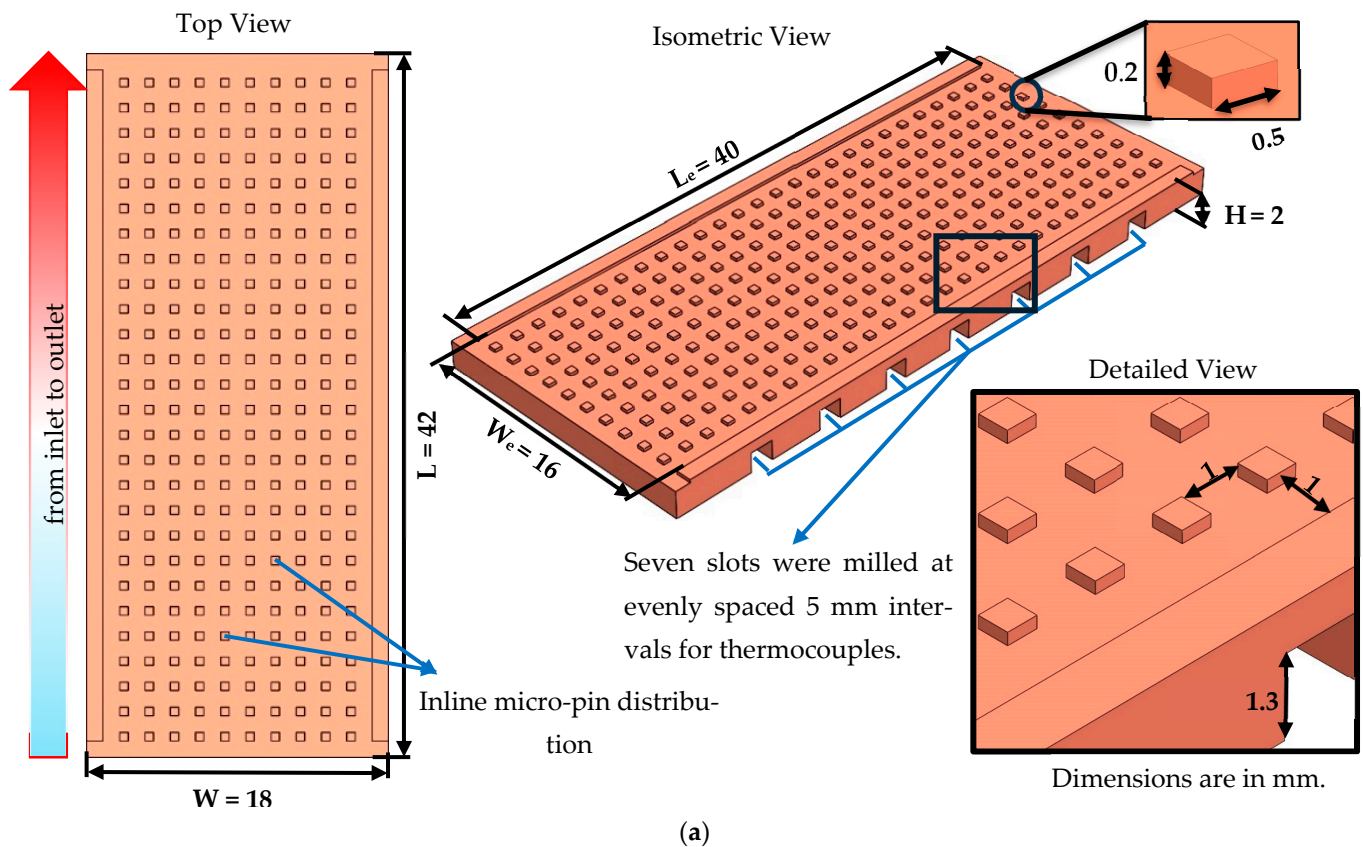 Top View
Isometric View
from inlet to outlet
L = 42
W = 18
Inline micro-pin distribu-
tion
Lₑ = 40
Wₑ = 16
H = 2
0.2
0.5
Seven slots were milled at
evenly spaced 5 mm inter-
vals for thermocouples.
Detailed View
1
1
1.3
Dimensions are in mm.
(a)